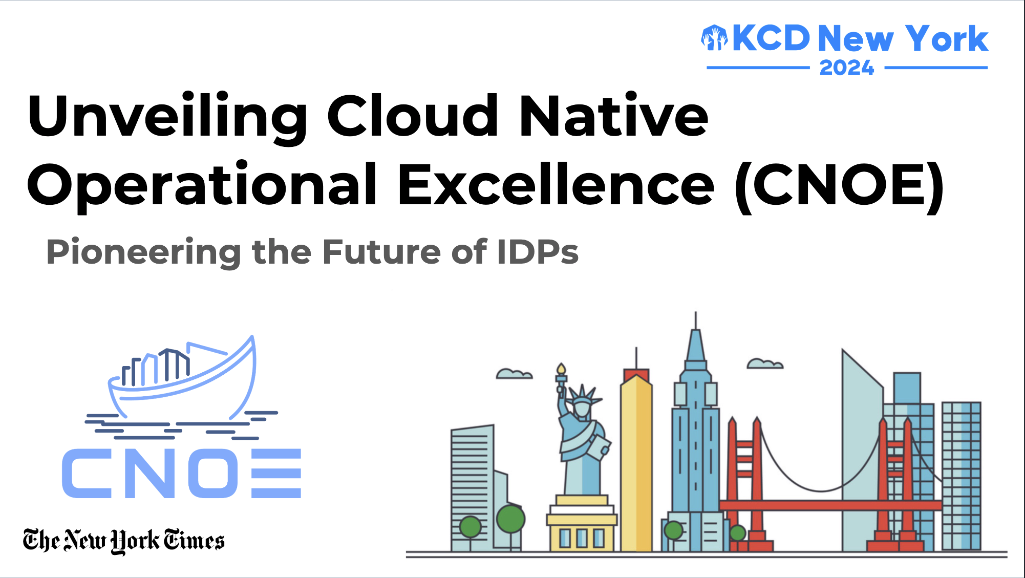 KCD New York
2024
Unveiling Cloud Native
Operational Excellence (CNOE)
Pioneering the Future of IDPs
CNOE
The New York Times